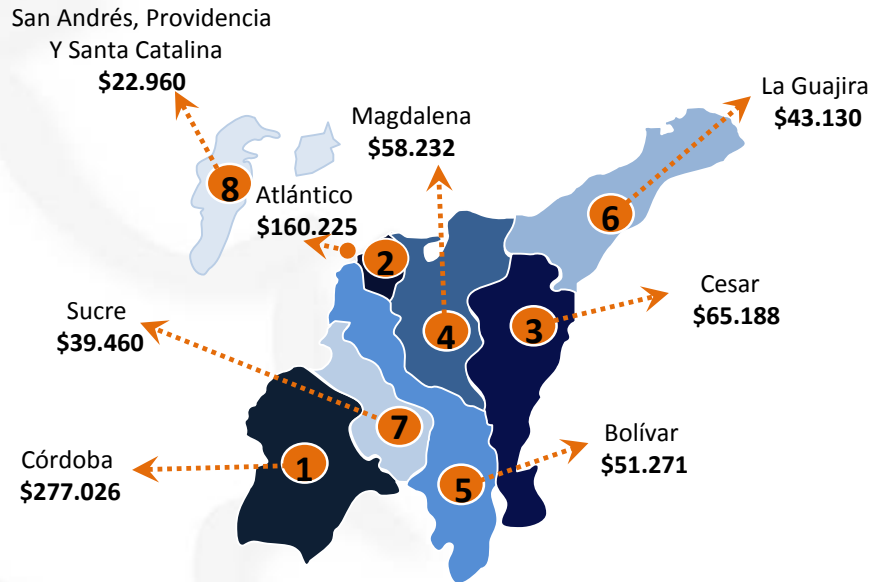 San Andrés, Providencia
Y Santa Catalina
$22.960
La Guajira
$43.130
Magdalena
$58.232
8
Atlántico
$160.225
6
2
Cesar
$65.188
Sucre
$39.460
4
3
7
Bolívar
$51.271
Córdoba
$277.026
1
5